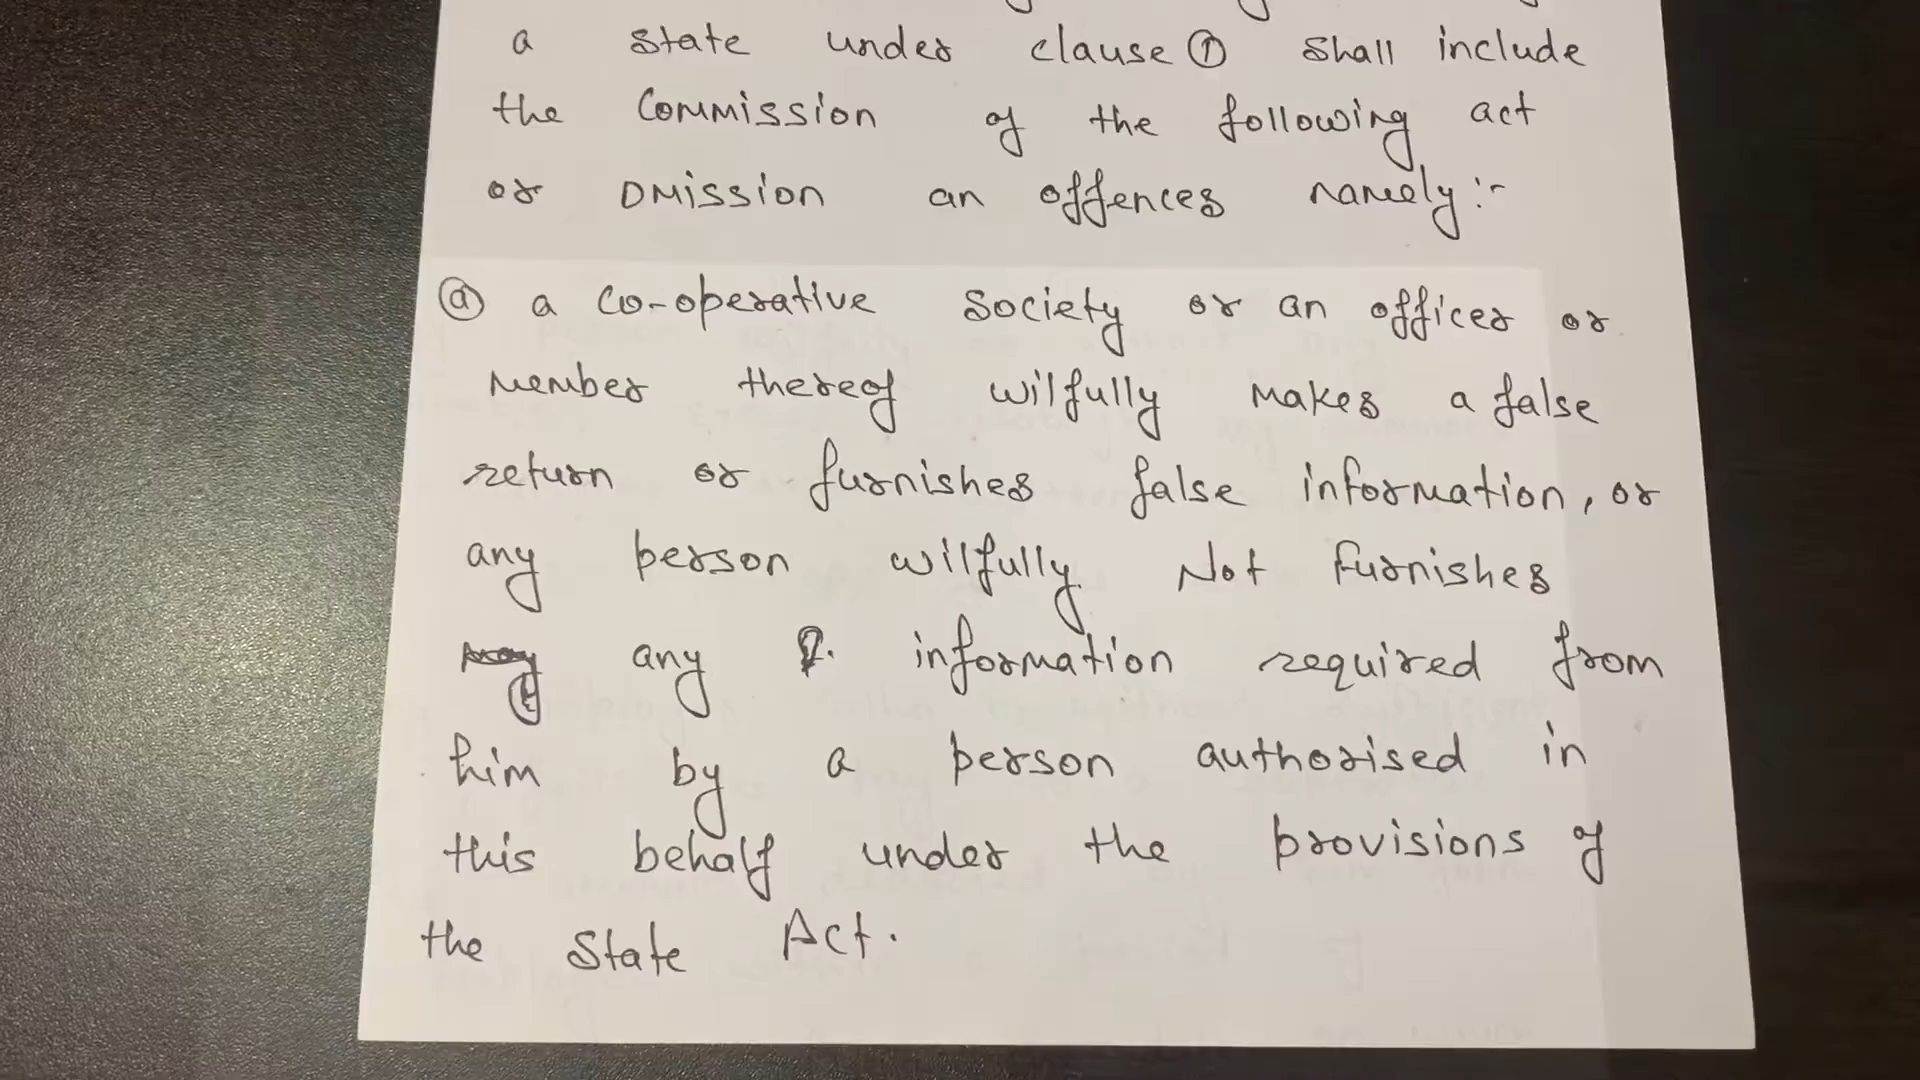 a state under clause ① shall include
the Commission of the following act
or omission an offences namely:-
ⓐ a co-operative society or an officer or
member thereof wilfully makes a false
return or furnishes false information, or
any person wilfully Not furnishes
any information required from
him by a person authorised in
this behalf under the provisions of
the State Act.